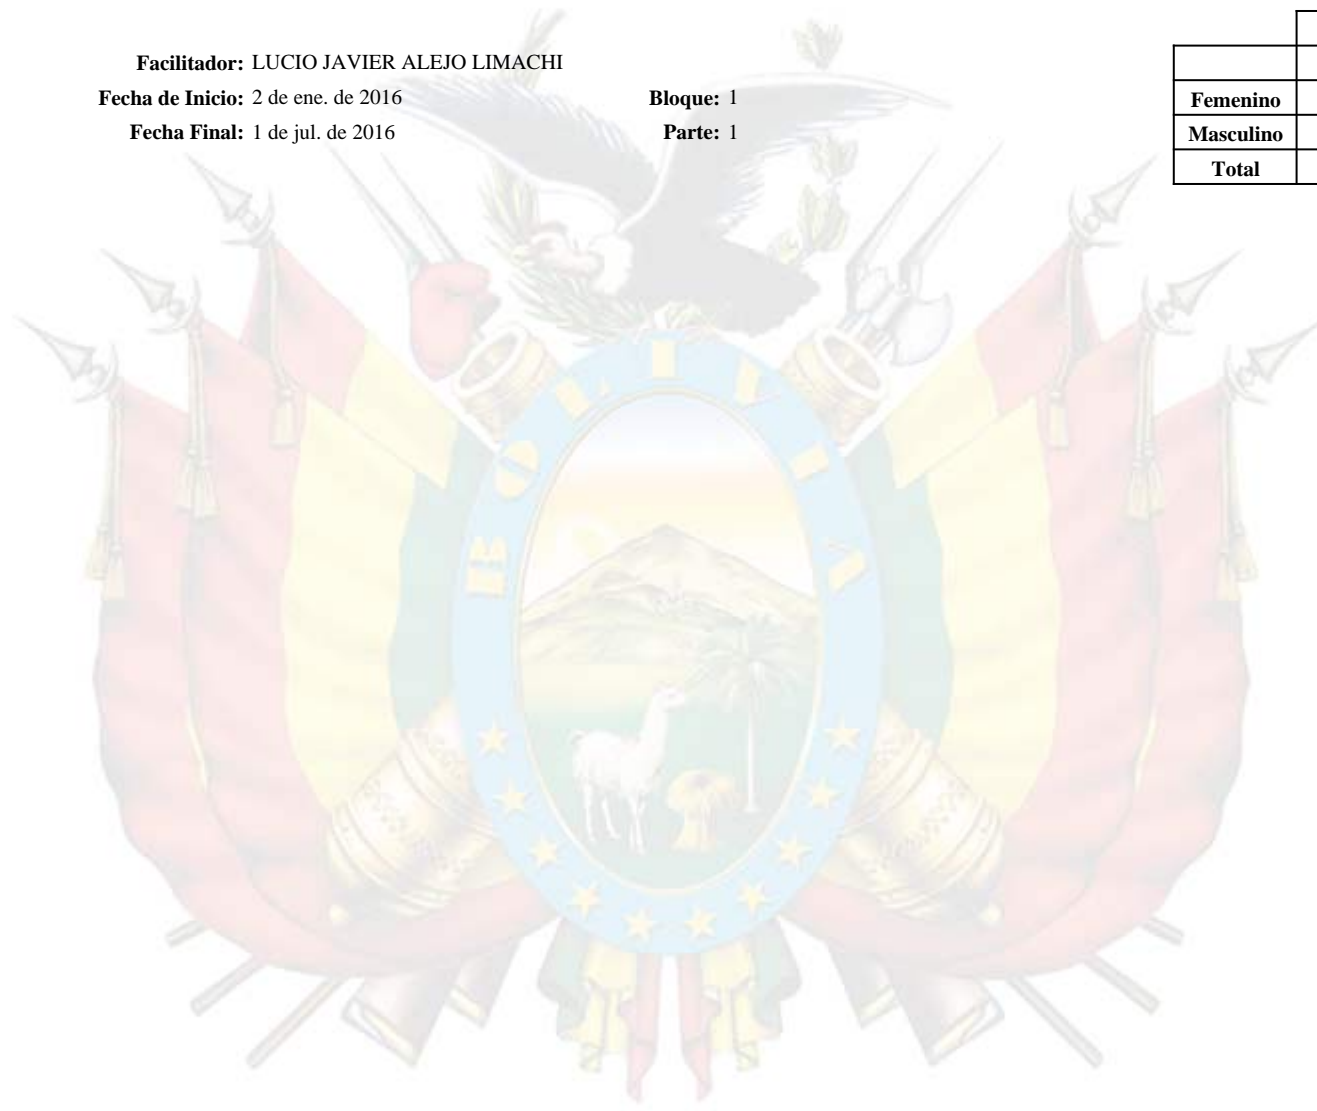 Facilitador: LUCIO JAVIER ALEJO LIMACHI
Fecha de Inicio: 2 de ene. de 2016 Bloque: 1
Fecha Final: 1 de jul. de 2016 Parte: 1
Femenino
Masculino
Total
BOLIVIA